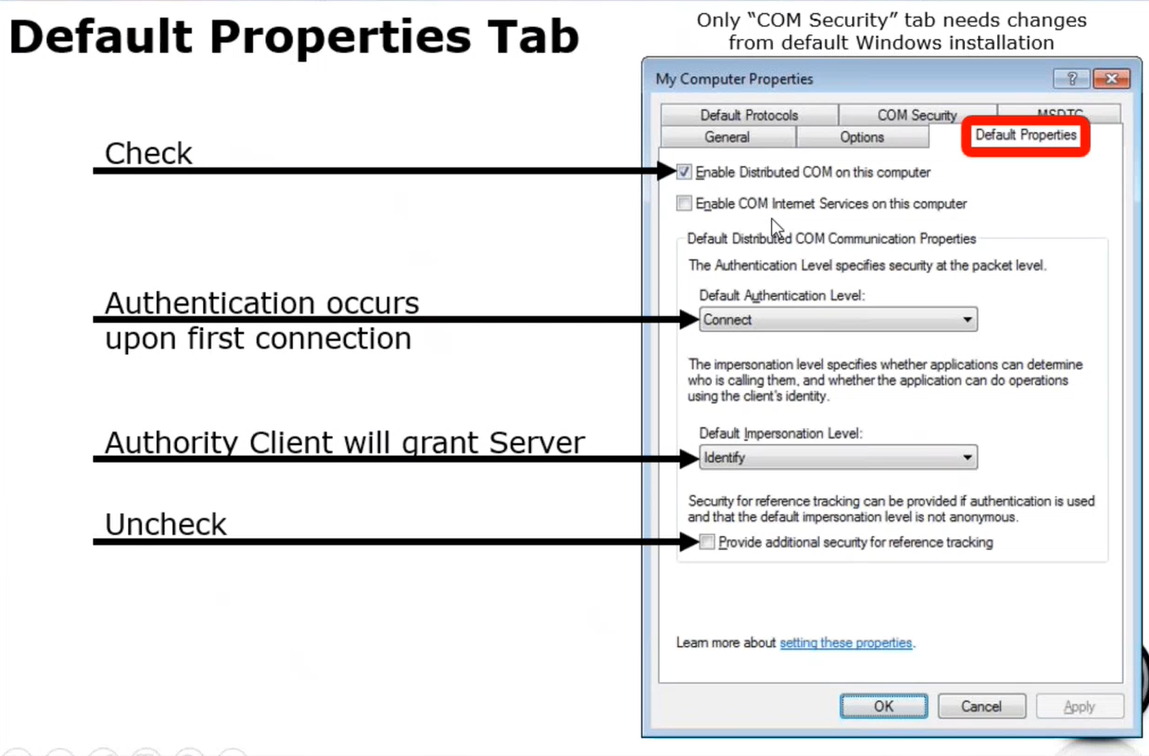 Default Properties Tab
Only “COM Security” tab needs changes
from default Windows installation
My Computer Properties
Default Protocols
COM Security
MSDTC
General
Options
Default Properties
Check
Enable Distributed COM on this computer
Enable COM Internet Services on this computer
Default Distributed COM Communication Properties
The Authentication Level specifies security at the packet level.
Default Authentication Level:
Authentication occurs
upon first connection
Connect
The impersonation level specifies whether applications can determine
who is calling them, and whether the application can do operations
using the client's identity.
Default Impersonation Level:
Authority Client will grant Server
Identify
Security for reference tracking can be provided if authentication is used
and that the default impersonation level is not anonymous.
Uncheck
Provide additional security for reference tracking
Learn more about setting these properties.
OK
Cancel
Apply